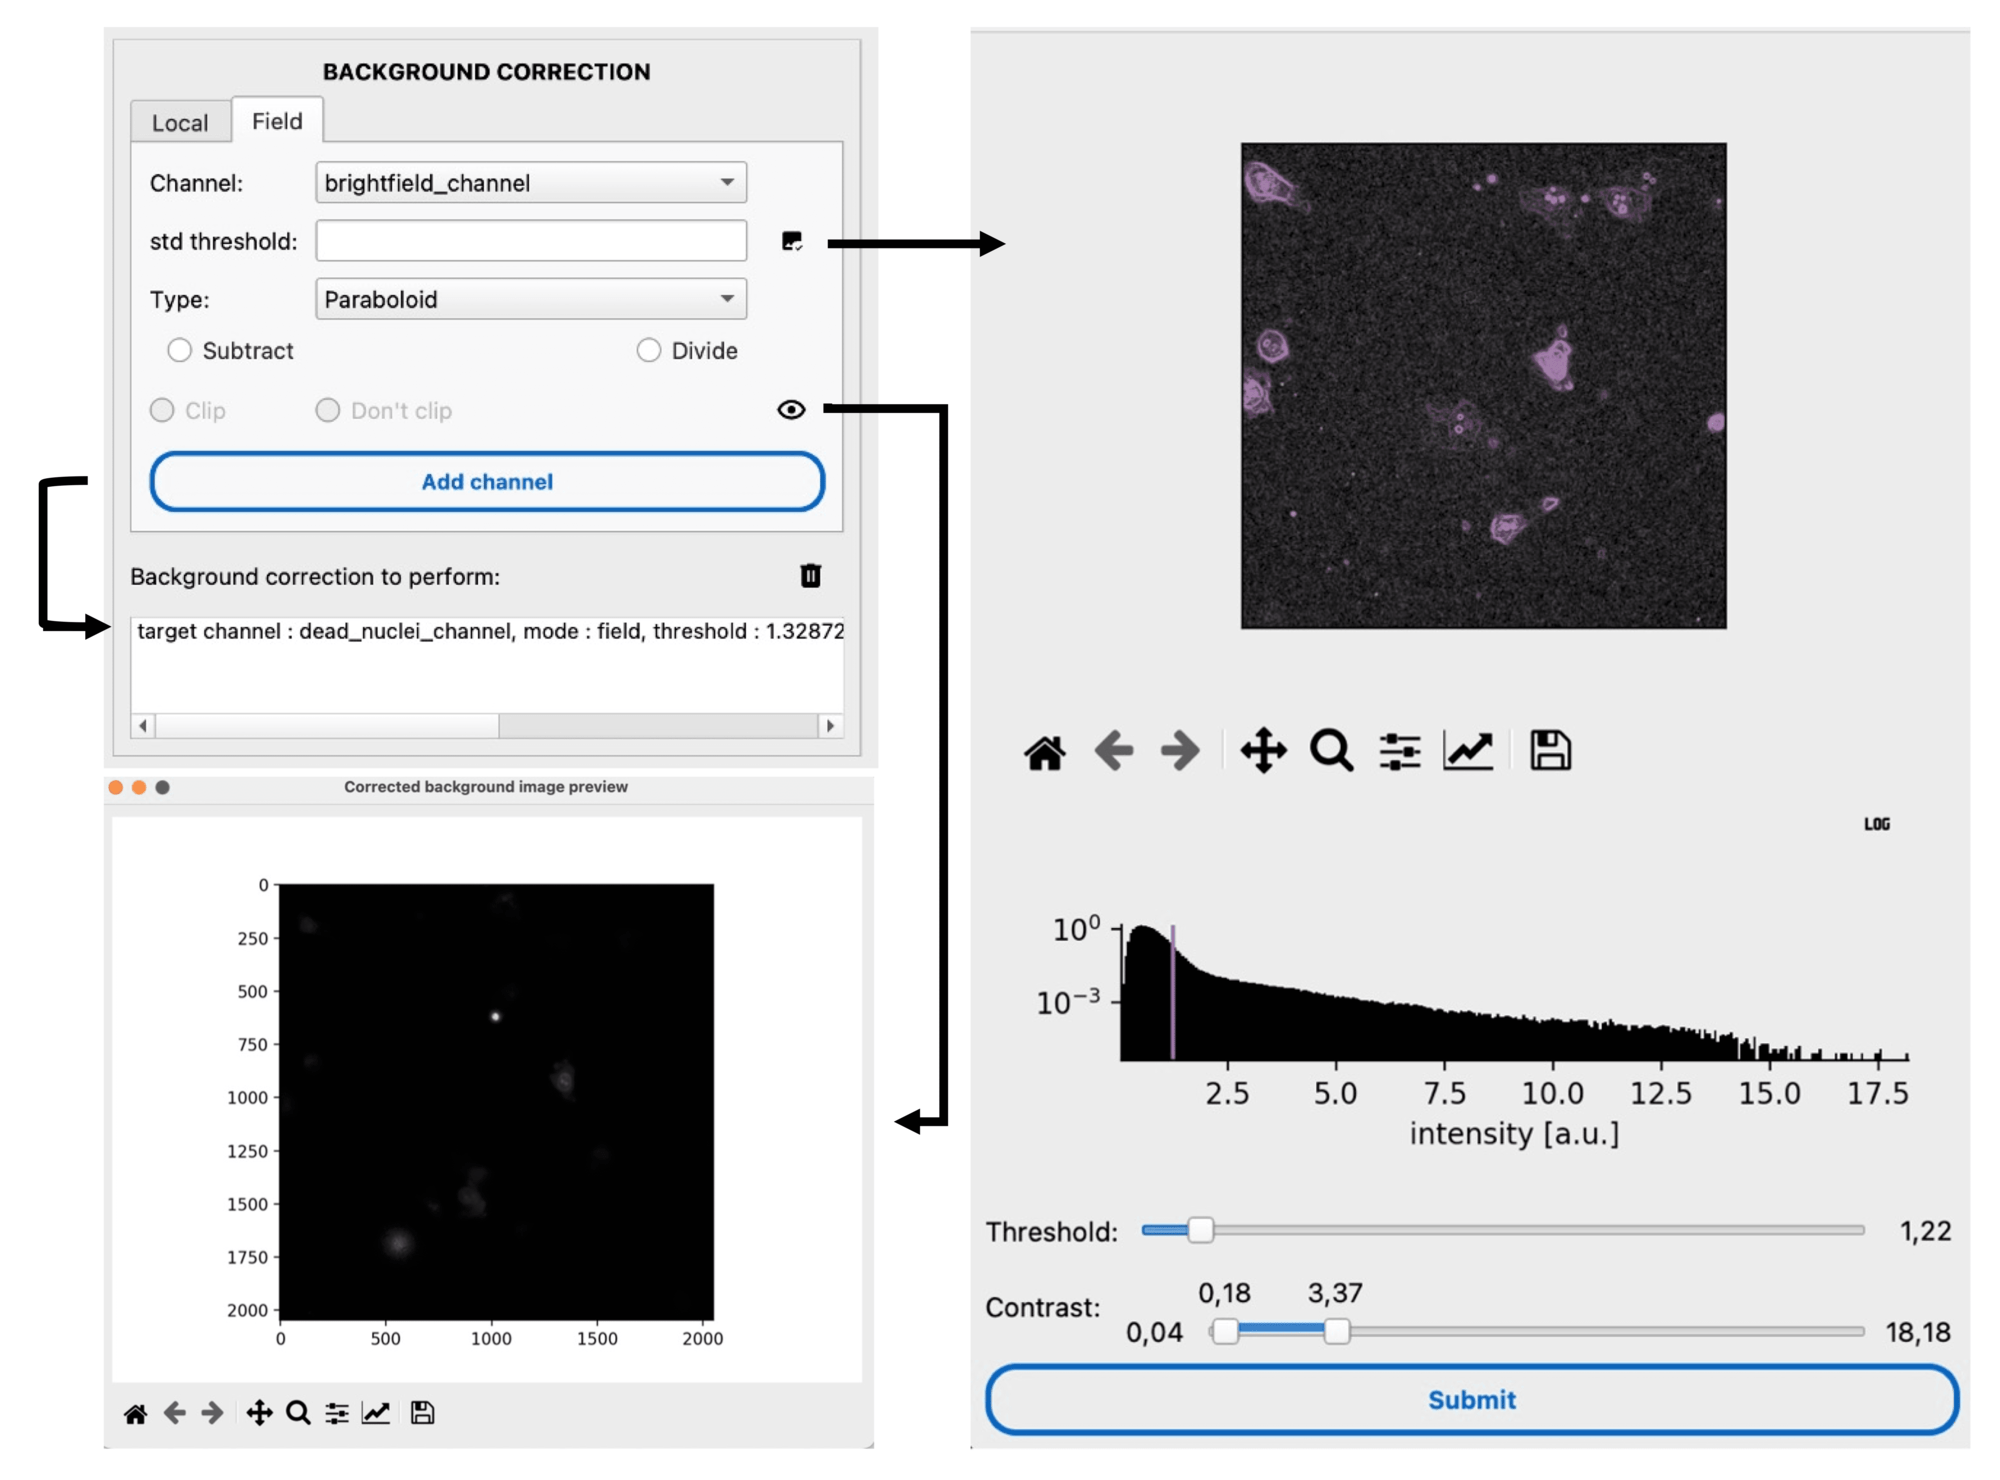 BACKGROUND CORRECTION
Local Field
Channel: brightfield_channel
std threshold:
Type: Paraboloid
Subtract Divide
Clip Don't clip
Add channel
Background correction to perform:
target channel : dead_nuclei_channel, mode : field, threshold : 1.32872
Corrected background image preview
0
250
500
750
1000
1250
1500
1750
2000
0 500 1000 1500 2000
LOG
10⁰
10⁻³
2.5 5.0 7.5 10.0 12.5 15.0 17.5
intensity [a.u.]
Threshold: 1,22
0,18 3,37
Contrast:
0,04 18,18
Submit